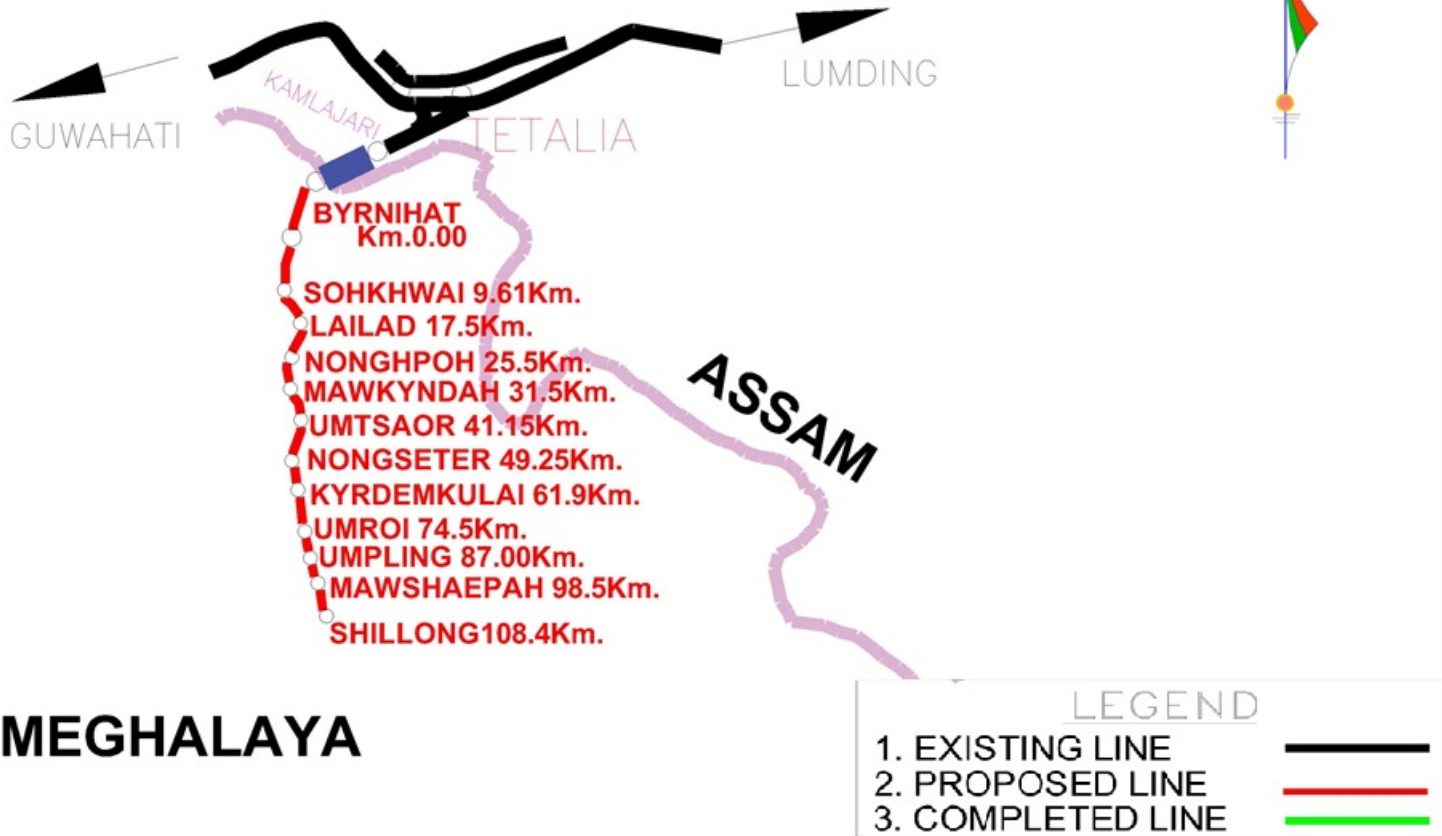 GUWAHATI
KAMLAJARI
LUMDING
TETALIA
BYRNIHAT
Km.0.00
SOHKHWAI 9.61Km.
LAILAD 17.5Km.
NONGHPOH 25.5Km.
MAWKYNDAH 31.5Km.
UMTSAOR 41.15Km.
NONGSETER 49.25Km.
KYRDEMKULAI 61.9Km.
UMROI 74.5Km.
UMPLING 87.00Km.
MAWSHAEPAH 98.5Km.
SHILLONG108.4Km.
ASSAM
MEGHALAYA
LEGEND
1. EXISTING LINE
2. PROPOSED LINE
3. COMPLETED LINE